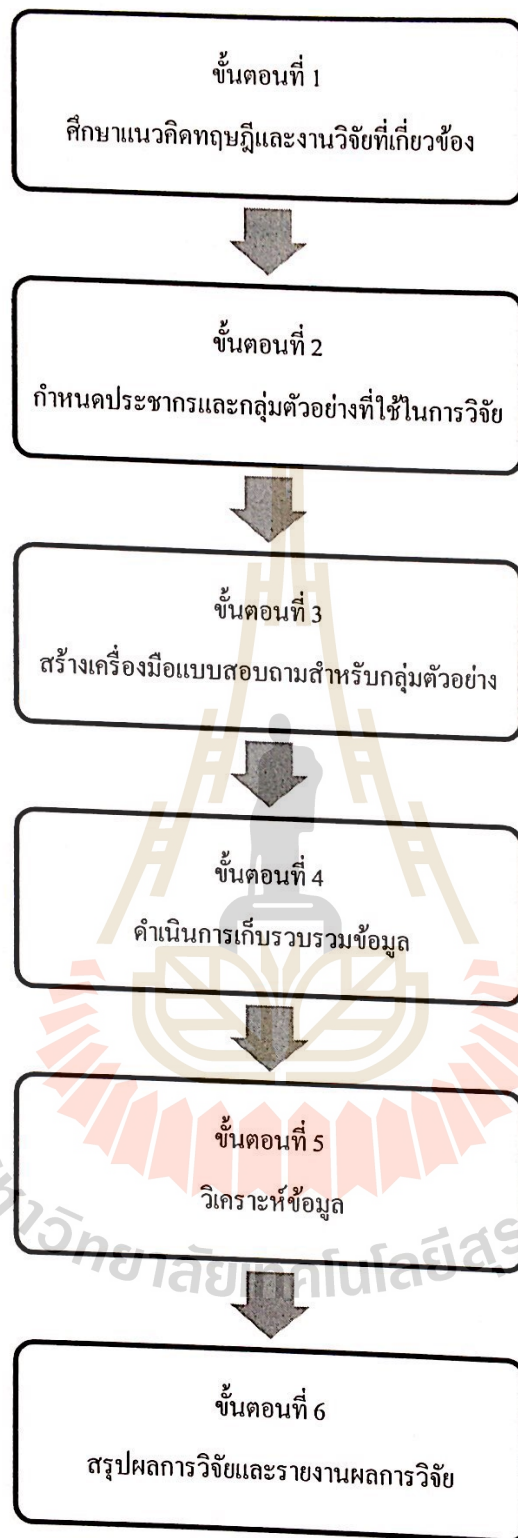 ขั้นตอนที่ 1
ศึกษาแนวคิดทฤษฎีและงานวิจัยที่เกี่ยวข้อง
ขั้นตอนที่ 2
กำหนดประชากรและกลุ่มตัวอย่างที่ใช้ในการวิจัย
ขั้นตอนที่ 3
สร้างเครื่องมือแบบสอบถามสำหรับกลุ่มตัวอย่าง
ขั้นตอนที่ 4
ดำเนินการเก็บรวบรวมข้อมูล
ขั้นตอนที่ 5
วิเคราะห์ข้อมูล
ขั้นตอนที่ 6
สรุปผลการวิจัยและรายงานผลการวิจัย